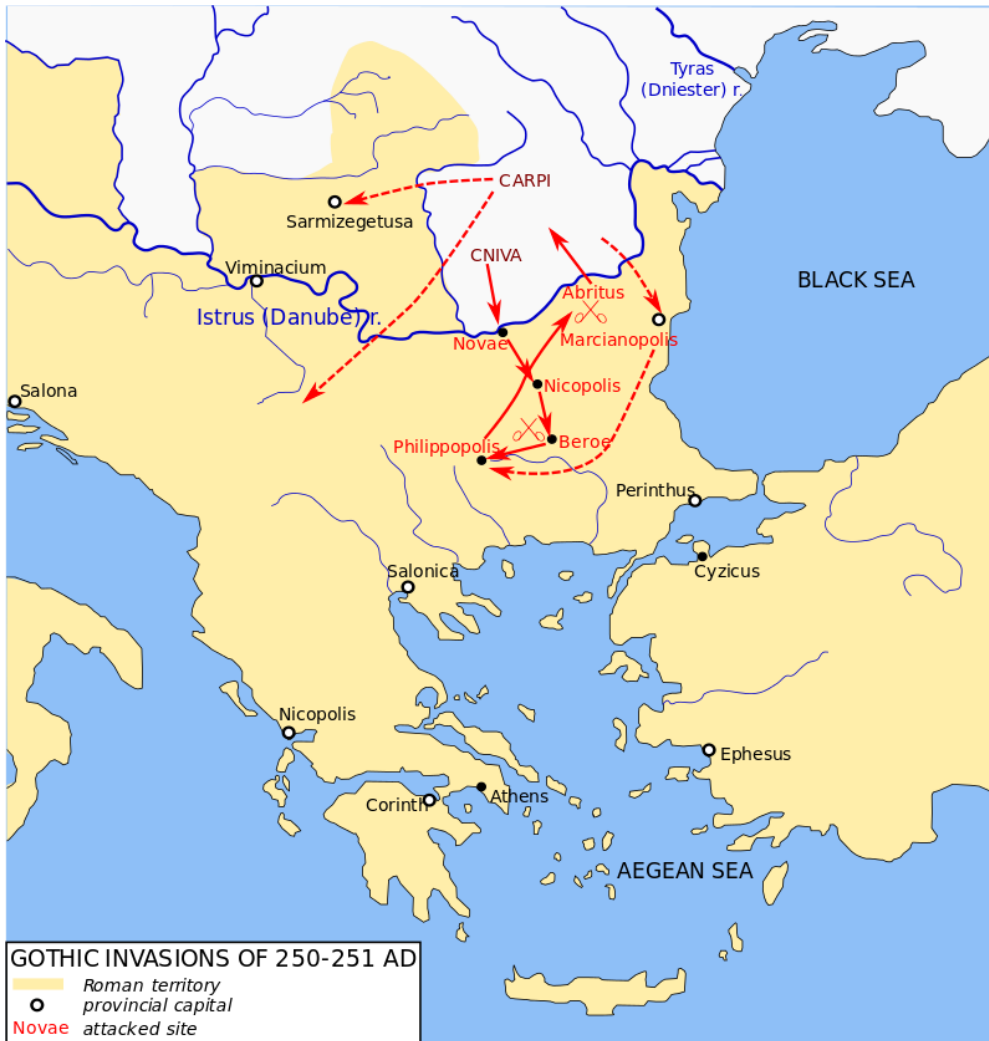 Tyras
(Dniester) r.
CARPI
Sarmizegetusa
CNIVA
Viminacium
BLACK SEA
Abritus
Istrus (Danube) r.
Novae
Marcianopolis
Salona
Nicopolis
Philippopolis
Beroe
Perinthus
Salonica
Cyzicus
Nicopolis
Ephesus
Corinth
Athens
AEGEAN SEA
GOTHIC INVASIONS OF 250-251 AD
Roman territory
provincial capital
Novae attacked site